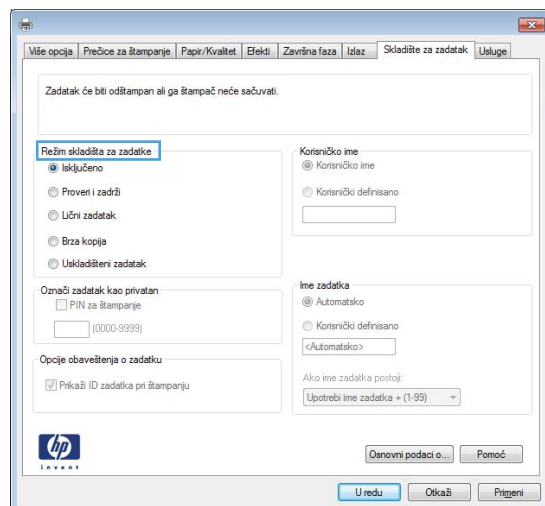 Više opcija Prečice za štampanje Papir/Kvalitet Efekti Završna faza Izlaz Skladište za zadatak Usluge
Zadatak će biti odštampan ali ga štampač neće sačuvati.
Režim skladišta za zadatke
Isključeno
Proveri i zadrži
Lični zadatak
Brza kopija
Uskladišteni zadatak
Korisničko ime
Korisničko ime
Korisnički definisano
Označi zadatak kao privatan
PIN za štampanje
(0000-9999)
Ime zadatka
Automatsko
Korisnički definisano
<Automatsko>
Ako ime zadatka postoji:
Upotrebi ime zadatka + (1-99)
Opcije obaveštenja o zadatku
Prikaži ID zadatka pri štampanju
hp
invent
Osnovni podaci o... Pomoć
U redu Otkaži Primeni